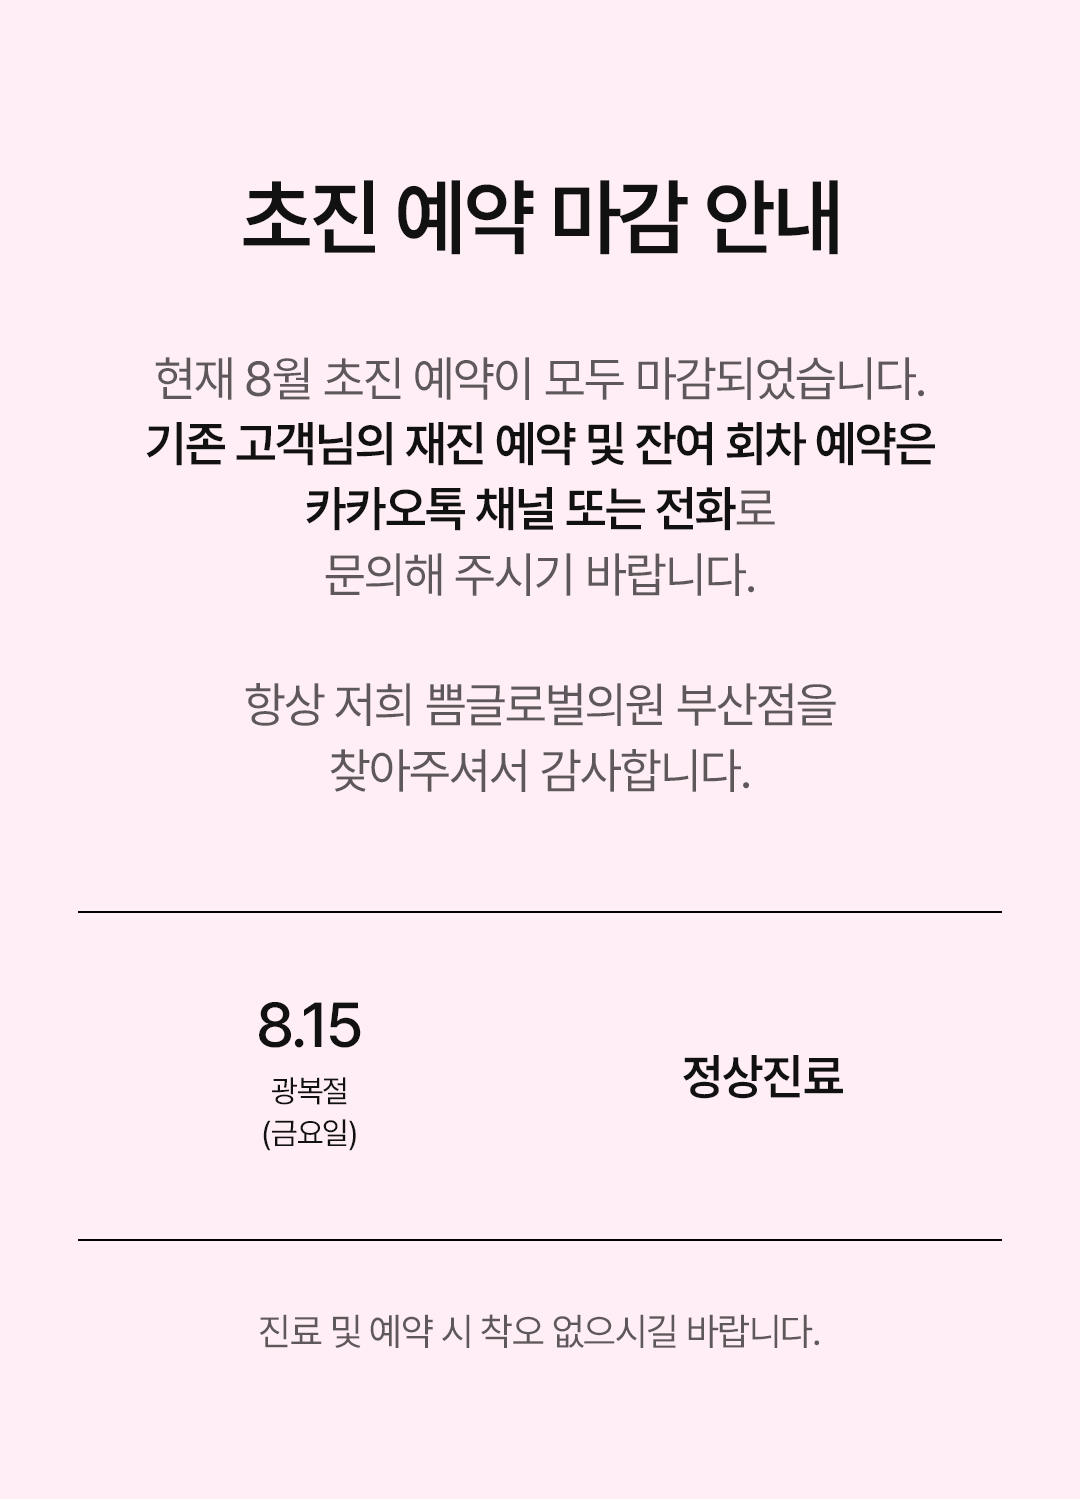 초진 예약 마감 안내
현재 8월 초진 예약이 모두 마감되었습니다.
기존 고객님의 재진 예약 및 잔여 회차 예약은
카카오톡 채널 또는 전화로
문의해 주시기 바랍니다.
항상 저희 쁨글로벌의원 부산점을
찾아주셔서 감사합니다.
8.15
광복절
(금요일)
정상진료
진료 및 예약 시 착오 없으시길 바랍니다.